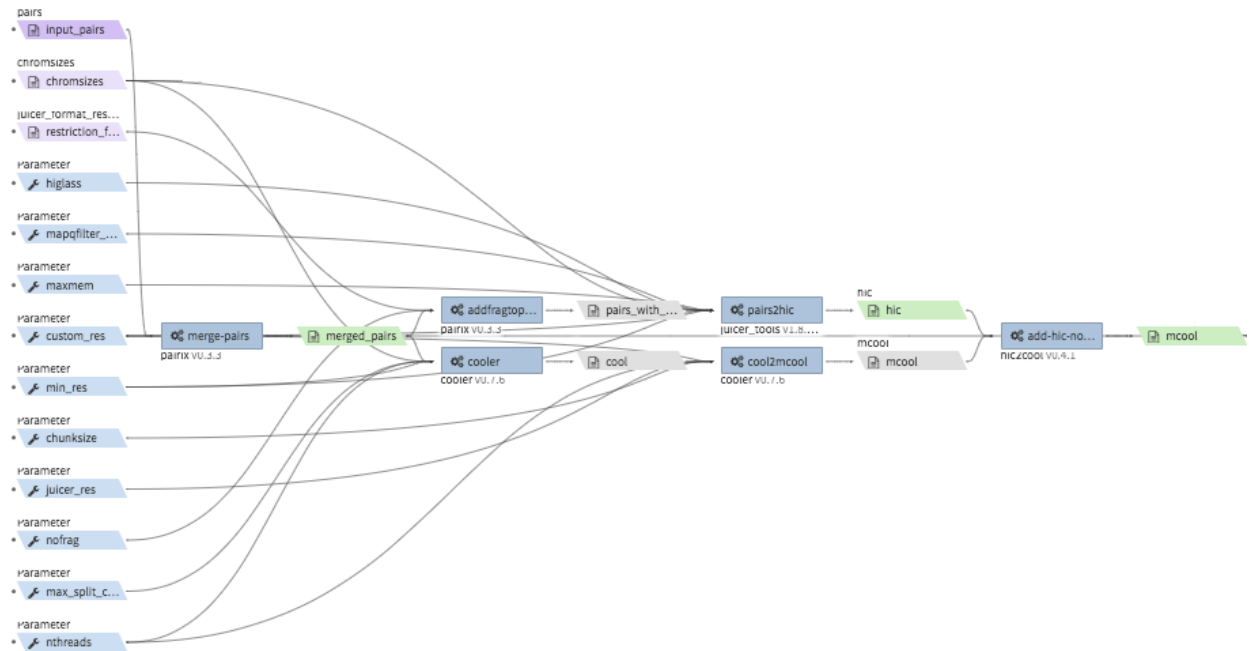 pairs
input_pairs
chromsizes
chromsizes
juicer_format_res...
restriction_f...
Parameter
higlass
Parameter
mapqfilter_...
Parameter
maxmem
Parameter
custom_res
Parameter
min_res
Parameter
chunksize
Parameter
juicer_res
Parameter
nofrag
Parameter
max_split_c...
Parameter
nthreads
merge-pairs
pairix v0.3.3
merged_pairs
addfragtop...
pairix v0.3.3
cooler
cooler v0.7.6
pairs_with_...
cool
pairs2hic
juicer_tools v1.8....
cool2mcool
cooler v0.7.6
hic
hic
mcool
mcool
add-hic-no...
hic2cool v0.4.1
mcool